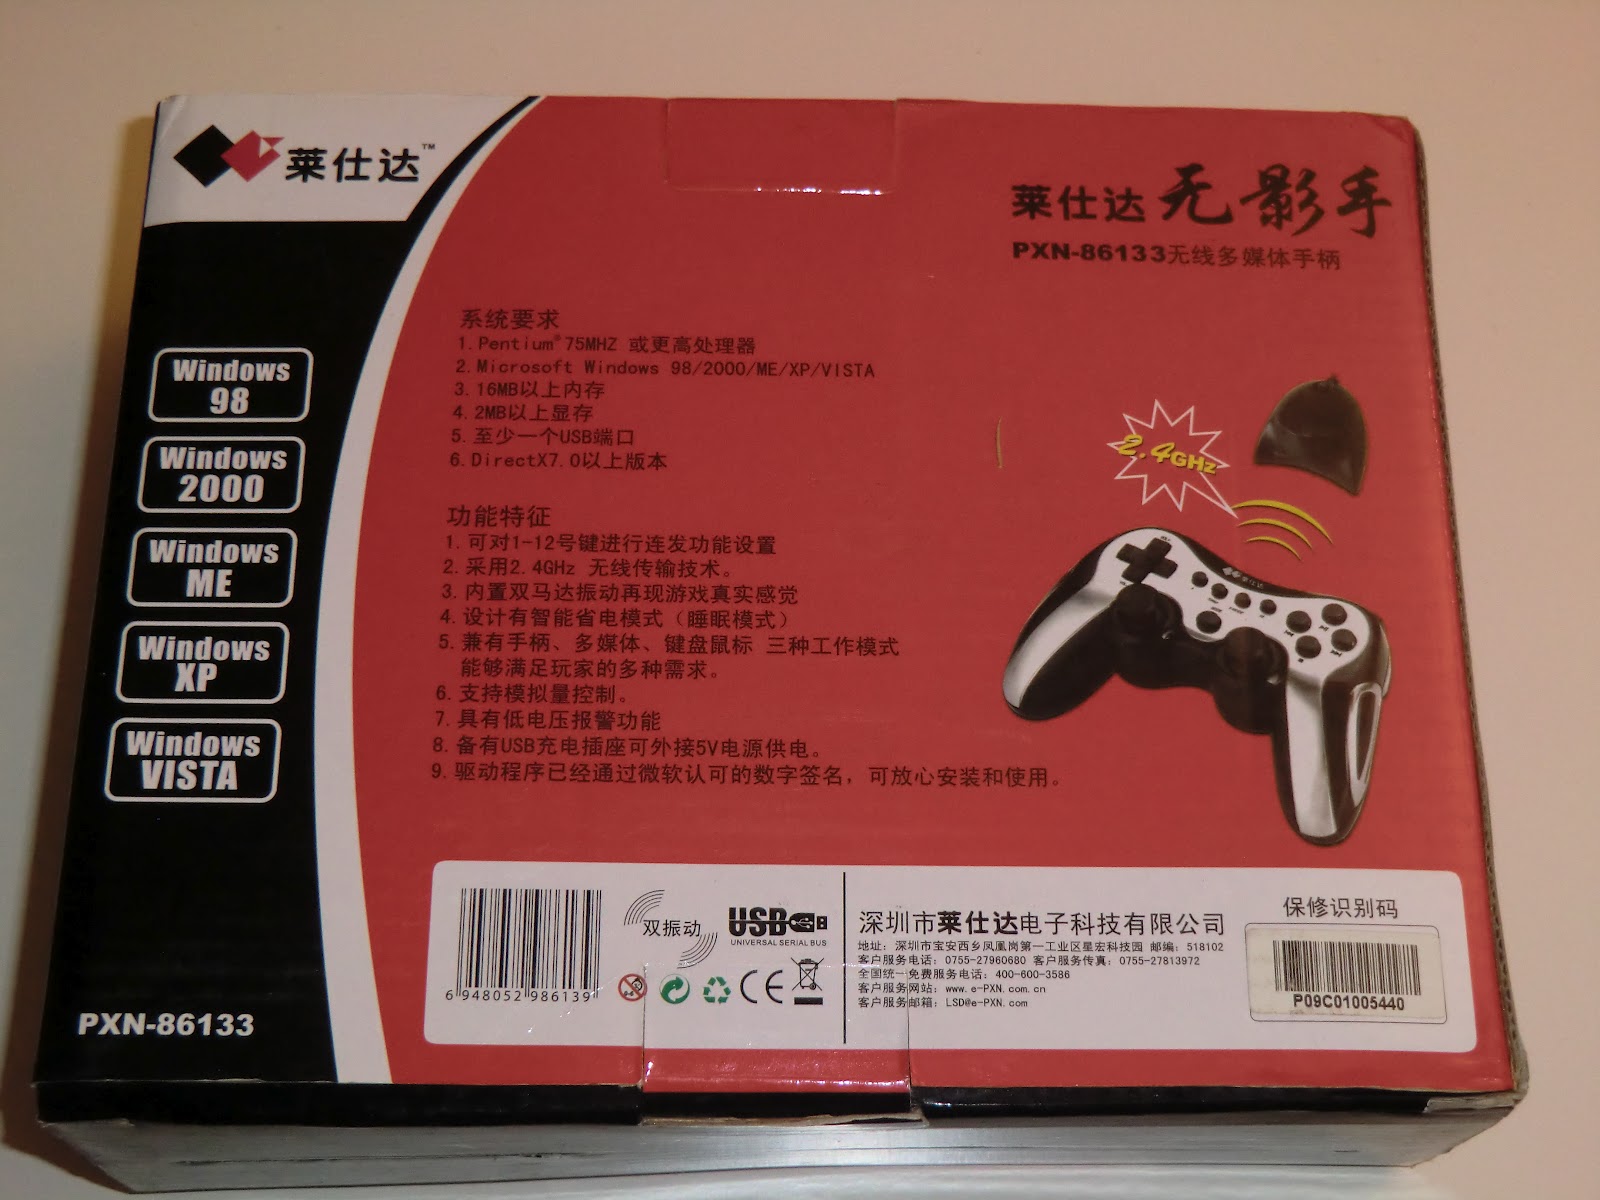 莱仕达™
莱仕达 无影手
PXN-86133无线多媒体手柄
Windows
98
Windows
2000
Windows
ME
Windows
XP
Windows
VISTA
PXN-86133
系统要求
1. Pentium®75MHZ 或更高处理器
2. Microsoft Windows 98/2000/ME/XP/VISTA
3. 16MB以上内存
4. 2MB以上显存
5. 至少一个USB端口
6. DirectX7.0以上版本
功能特征
1. 可对1-12号键进行连发功能设置
2. 采用2.4GHz 无线传输技术。
3. 内置双马达振动再现游戏真实感觉
4. 设计有智能省电模式（睡眠模式）
5. 兼有手柄、多媒体、键盘鼠标 三种工作模式
能够满足玩家的多种需求。
6. 支持模拟量控制。
7. 具有低电压报警功能
8. 备有USB充电插座可外接5V电源供电。
9. 驱动程序已经通过微软认可的数字签名，可放心安装和使用。
2.4GHz
6 948052 986139
双振动
USB
UNIVERSAL SERIAL BUS
CE
深圳市莱仕达电子科技有限公司
地址: 深圳市宝安西乡凤凰岗第一工业区星宏科技园 邮编: 518102
客户服务电话: 0755-27960680 客户服务传真: 0755-27813972
全国统一免费服务电话: 400-600-3586
客户服务网站: www.e-PXN.com.cn
客户服务邮箱: LSD@e-PXN.com
保修识别码
P09C01005440